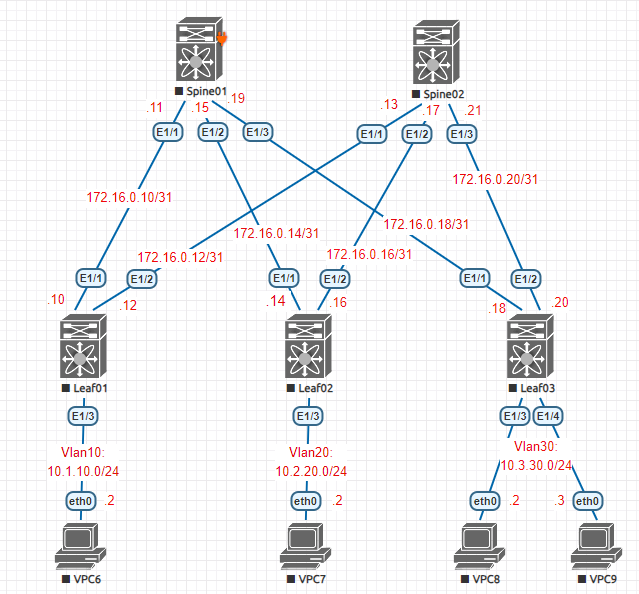 Spine01
Spine02
.11
.15
.19
.13
.17
.21
E1/1
E1/2
E1/3
E1/1
E1/2
E1/3
172.16.0.10/31
172.16.0.14/31
172.16.0.12/31
172.16.0.18/31
172.16.0.16/31
172.16.0.20/31
E1/1
E1/2
E1/1
E1/2
E1/1
E1/2
.10
.12
.14
.16
.18
.20
Leaf01
Leaf02
Leaf03
E1/3
E1/3
E1/3
E1/4
Vlan10:
10.1.10.0/24
Vlan20:
10.2.20.0/24
Vlan30:
10.3.30.0/24
eth0
.2
eth0
.2
eth0
.2
.3
eth0
VPC6
VPC7
VPC8
VPC9